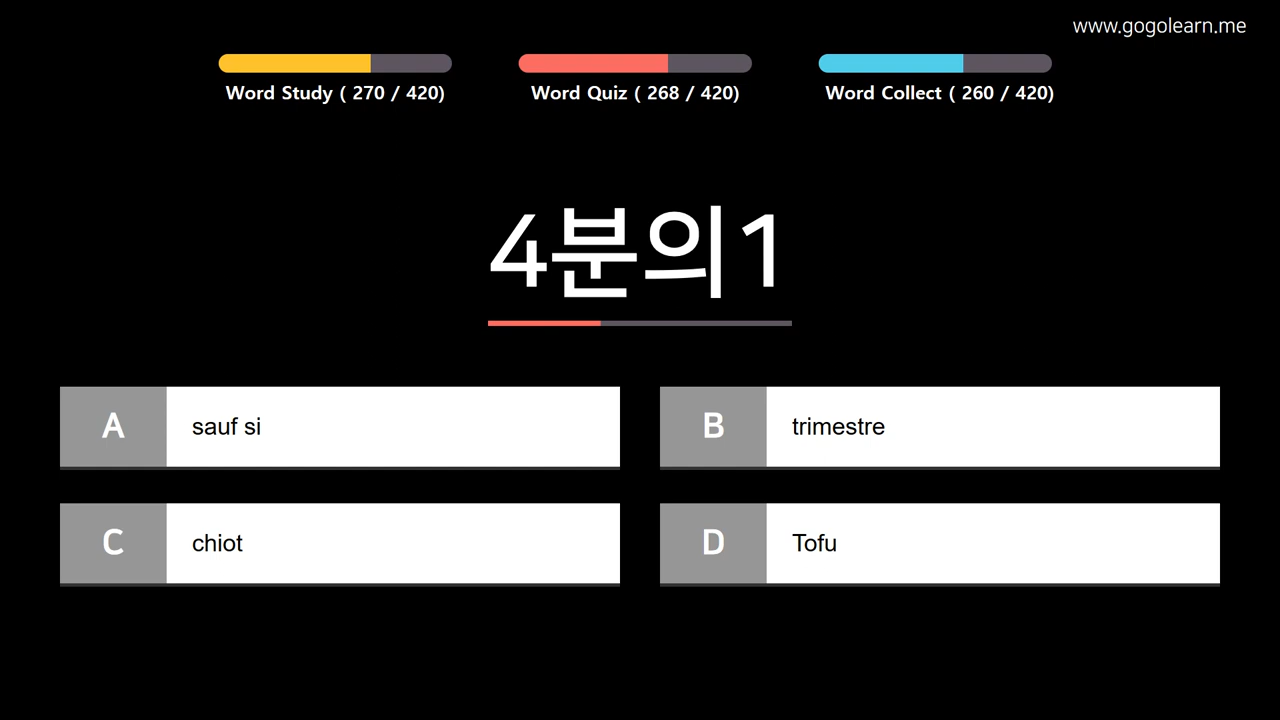 www.gogolearn.me
Word Study ( 270 / 420)
Word Quiz ( 268 / 420)
Word Collect ( 260 / 420)
4분의1
A sauf si
B trimestre
C chiot
D Tofu